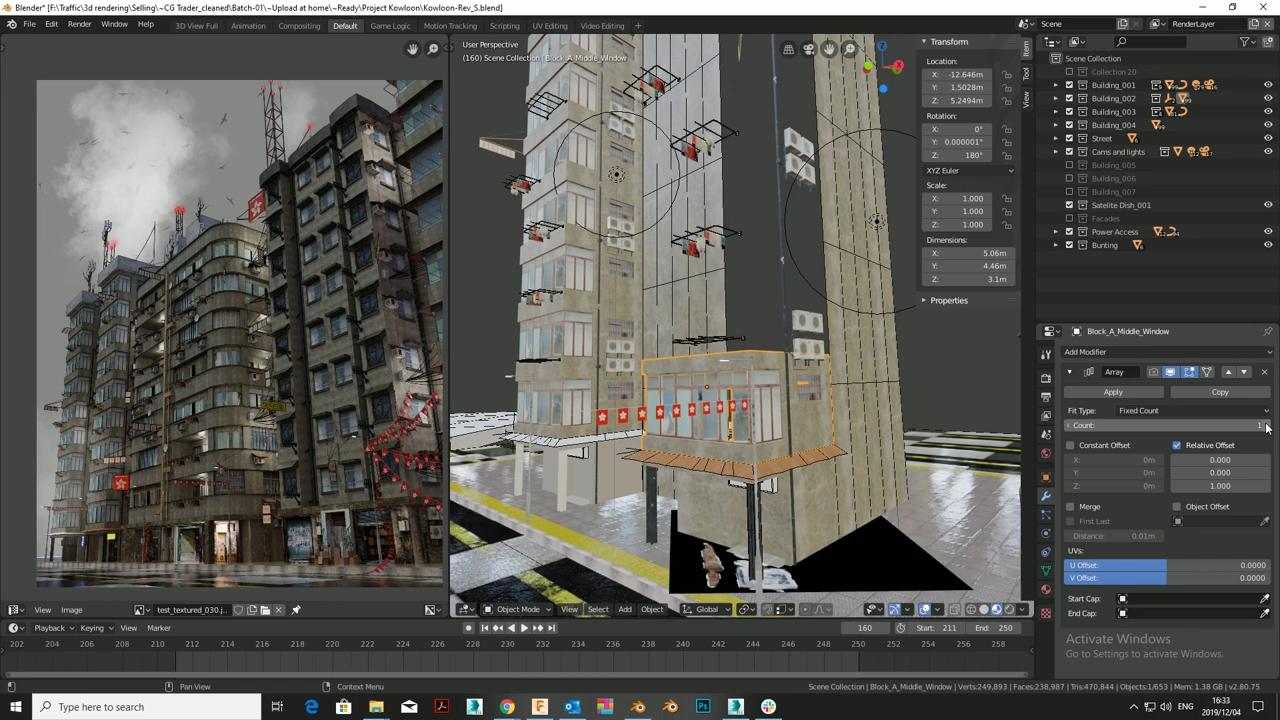 Blender* [F:\Traffic\3d rendering\Selling\~CG Trader_cleaned\Batch-01\~Upload at home\~Ready\Project Kowloon\Kowloon-Rev_S.blend]
File Edit Render Window Help 3D View Full Animation Compositing Default Game Logic Motion Tracking Scripting UV Editing Video Editing Scene RenderLayer
User Perspective
(160) Scene Collection | Block_A_Middle_Window
Transform
Location:
X: -12.646m
Y: 1.5028m
Z: 5.2494m
Rotation:
X: 0°
Y: 0.000001°
Z: 180°
XYZ Euler
Scale:
X: 1.000
Y: 1.000
Z: 1.000
Dimensions:
X: 5.06m
Y: 4.46m
Z: 3.1m
Properties
Item
Tool
View
Scene Collection
Collection 20
Building_001
Building_002
Building_003
Building_004
Street
Cams and lights
Building_005
Building_006
Building_007
Satelite Dish_001
Facades
Power Access
Bunting
Block_A_Middle_Window
Add Modifier
Array
Apply Copy
Fit Type: Fixed Count
Count: 1
Constant Offset Relative Offset
X: 0m 0.000
Y: 0m 0.000
Z: 0m 1.000
Merge Object Offset
First Last
Distance: 0.01m
UVs:
U Offset: 0.0000
V Offset: 0.0000
Start Cap:
End Cap:
Activate Windows
Go to Settings to activate Windows.
View Image test_textured_030.j..
Object Mode View Select Add Object Global
Playback Keying View Marker 160 Start: 211 End: 250
202 204 206 208 210 212 214 216 218 220 222 224 226 228 230 232 234 236 238 240 242 244 246 248 250 252 254 256 258
Pan View Context Menu Scene Collection | Block_A_Middle_Window | Verts:249,893 | Faces:238,987 | Tris:470,844 | Objects:1/653 | Mem: 1.38 GB | v2.80.75
Type here to search
16:33
2019/12/04